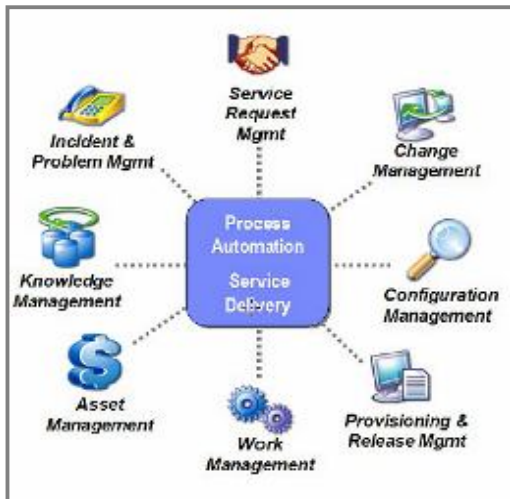 Service
Request
Mgmt
Incident &
Problem Mgmt
Change
Management
Process
Automation
Service
Delivery
Knowledge
Management
Configuration
Management
Asset
Management
Work
Management
Provisioning &
Release Mgmt